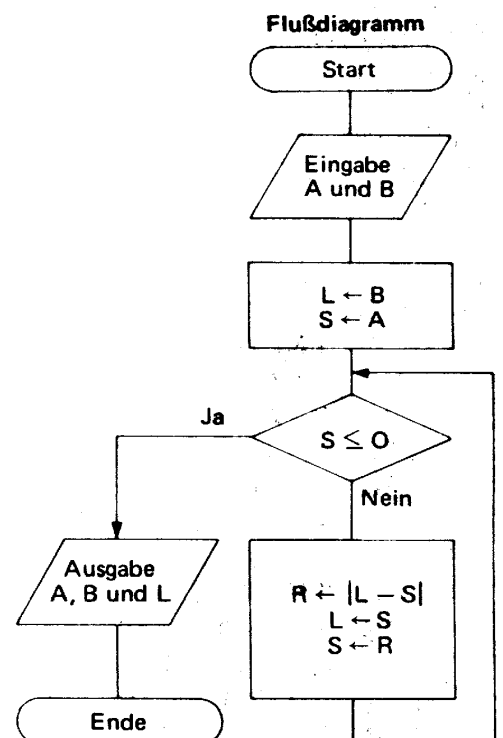 Flußdiagramm
Start
Eingabe
A und B
L ← B
S ← A
Ja
S ≤ O
Nein
Ausgabe
A, B und L
R ← |L − S|
L ← S
S ← R
Ende